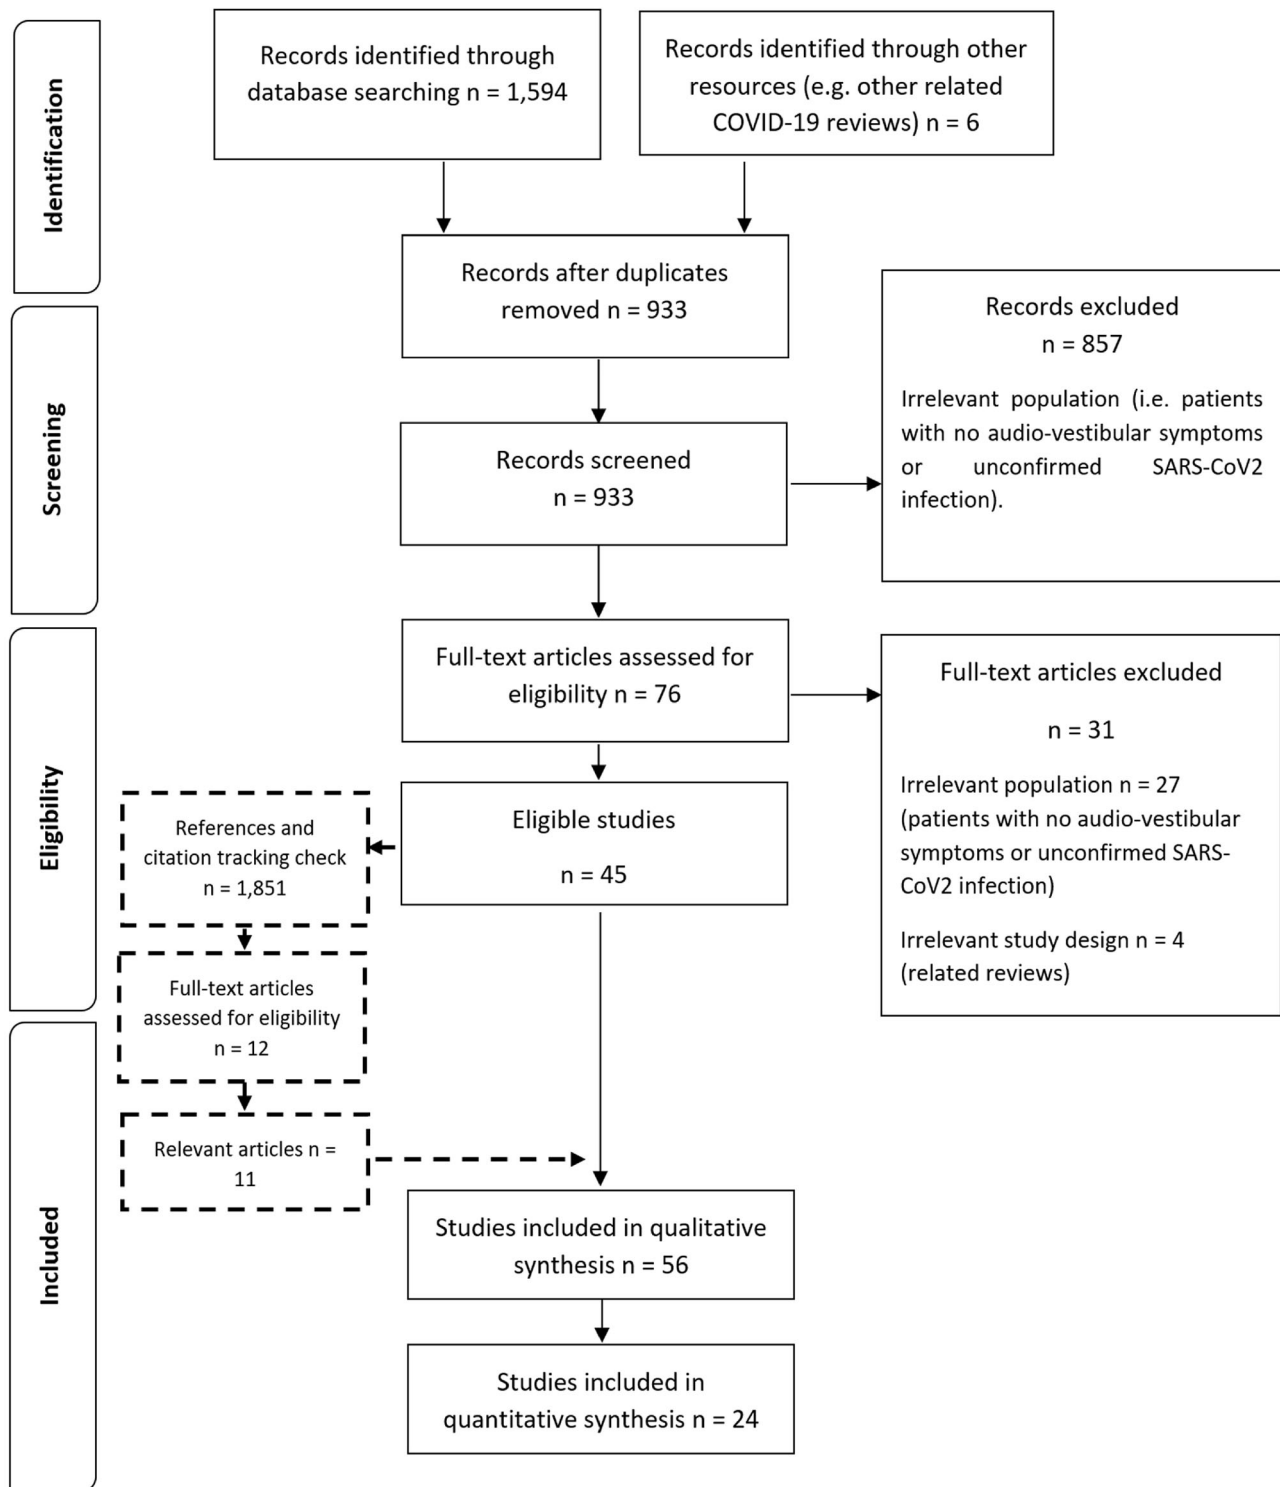 Identification
Records identified through
database searching n = 1,594
Records identified through other
resources (e.g. other related
COVID-19 reviews) n = 6
Records after duplicates
removed n = 933
Screening
Records screened
n = 933
Records excluded
n = 857
Irrelevant population (i.e. patients
with no audio-vestibular symptoms
or unconfirmed SARS-CoV2
infection).
Eligibility
Full-text articles assessed for
eligibility n = 76
Full-text articles excluded
n = 31
Irrelevant population n = 27
(patients with no audio-vestibular
symptoms or unconfirmed SARS-
CoV2 infection)
Irrelevant study design n = 4
(related reviews)
Eligible studies
n = 45
References and
citation tracking check
n = 1,851
Full-text articles
assessed for eligibility
n = 12
Relevant articles n =
11
Included
Studies included in qualitative
synthesis n = 56
Studies included in
quantitative synthesis n = 24